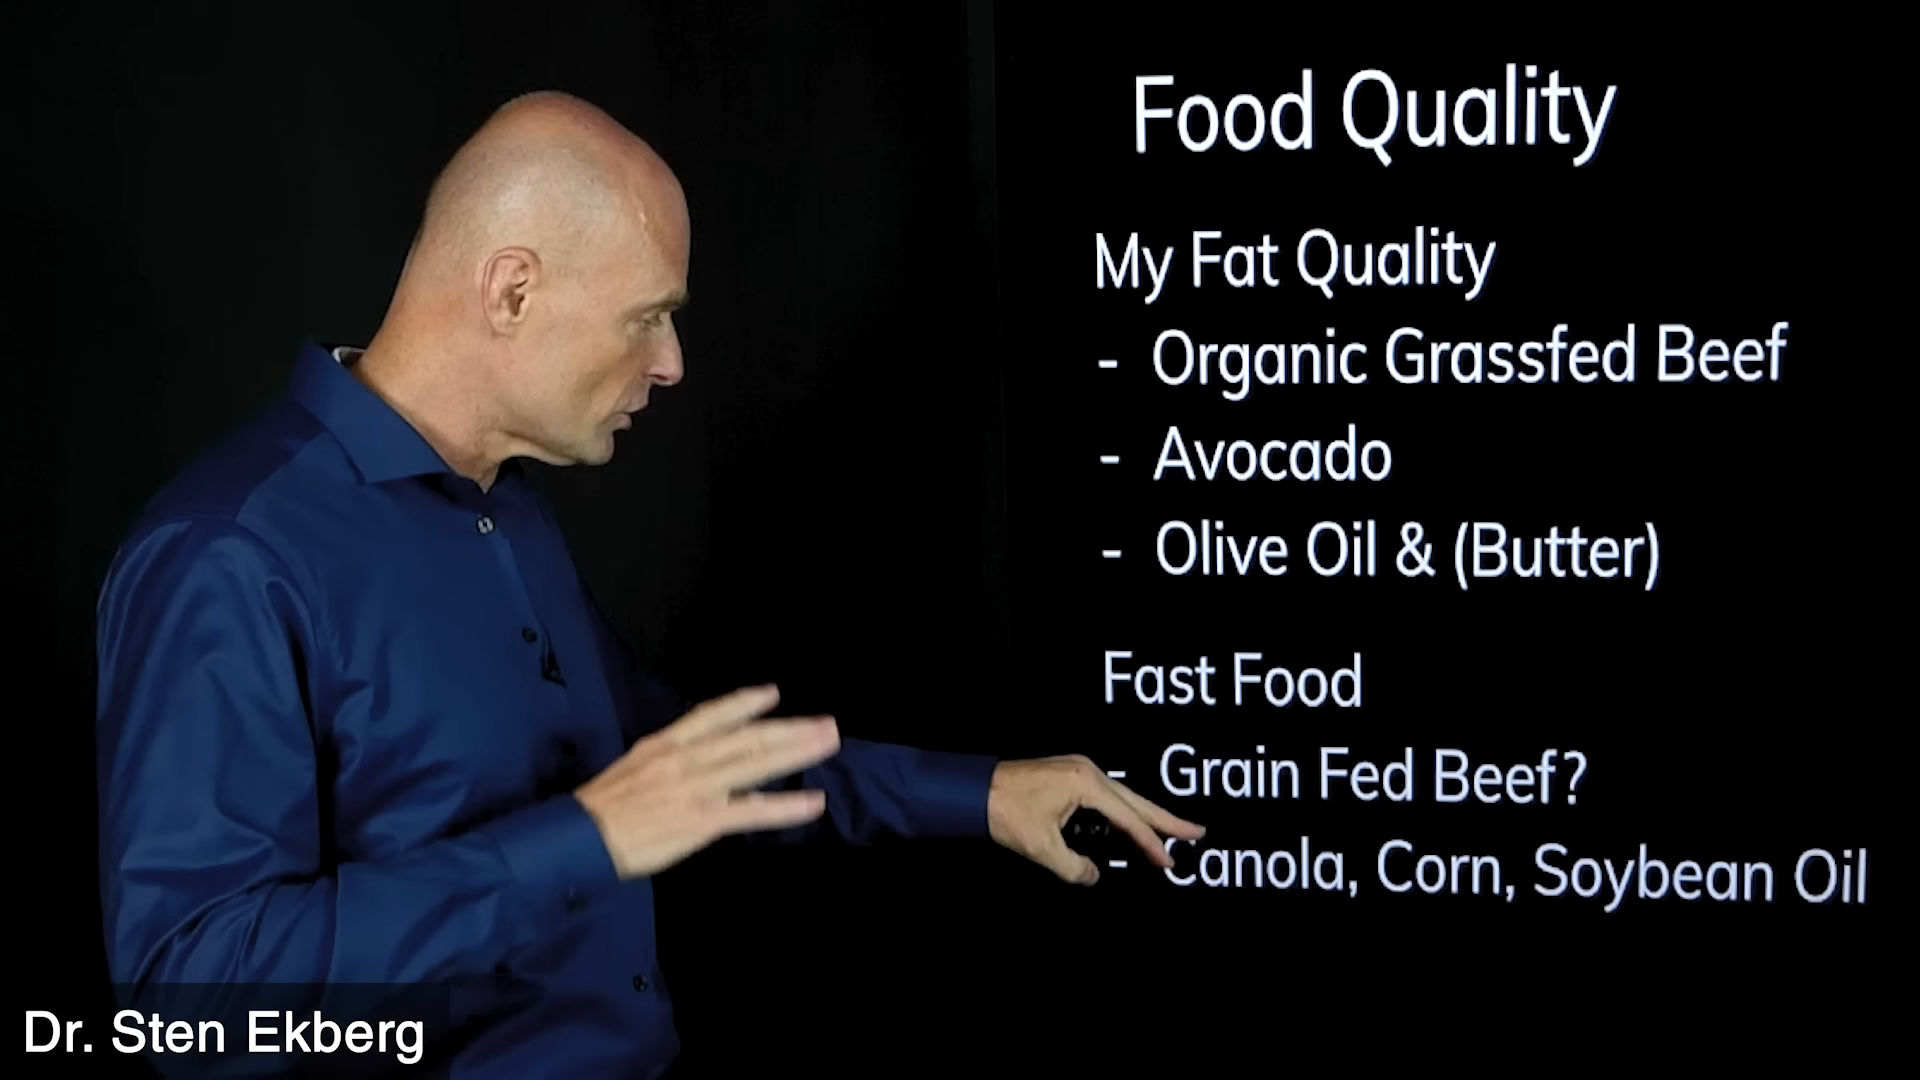 Food Quality
My Fat Quality
- Organic Grassfed Beef
- Avocado
- Olive Oil & (Butter)
Fast Food
- Grain Fed Beef?
- Canola, Corn, Soybean Oil
Dr. Sten Ekberg